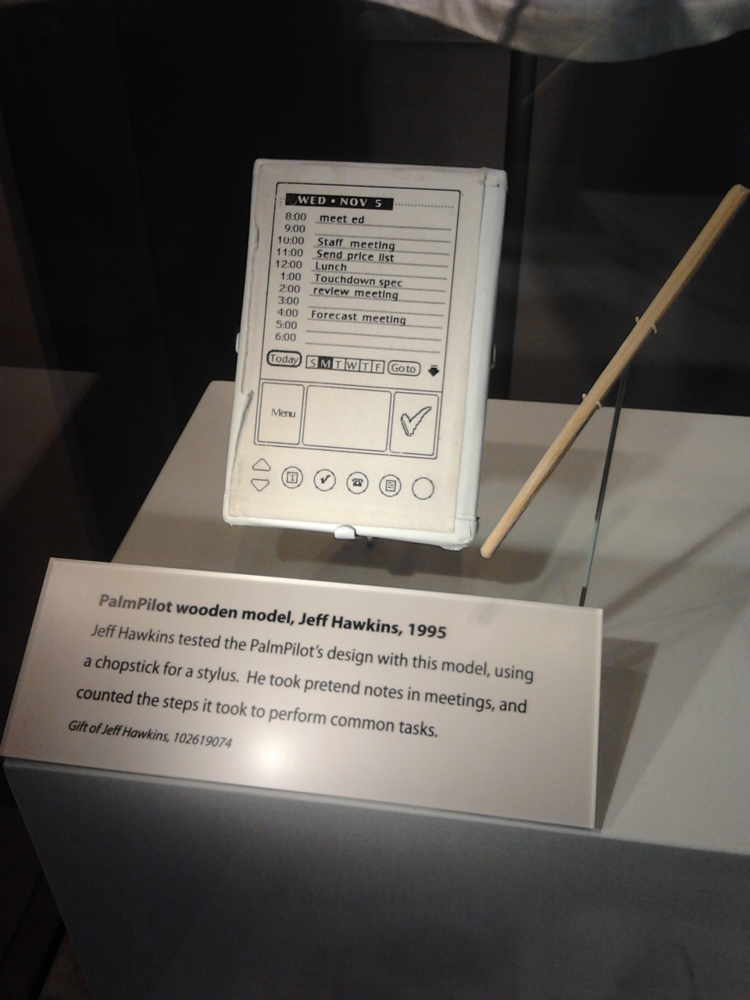 WED • NOV 5
8:00 meet ed
9:00
10:00 Staff meeting
11:00 Send price list
12:00 Lunch
1:00 Touchdown spec
2:00 review meeting
3:00
4:00 Forecast meeting
5:00
6:00
Today S M T W T F Go to
Menu
1
PalmPilot wooden model, Jeff Hawkins, 1995
Jeff Hawkins tested the PalmPilot's design with this model, using
a chopstick for a stylus. He took pretend notes in meetings, and
counted the steps it took to perform common tasks.
Gift of Jeff Hawkins, 102619074